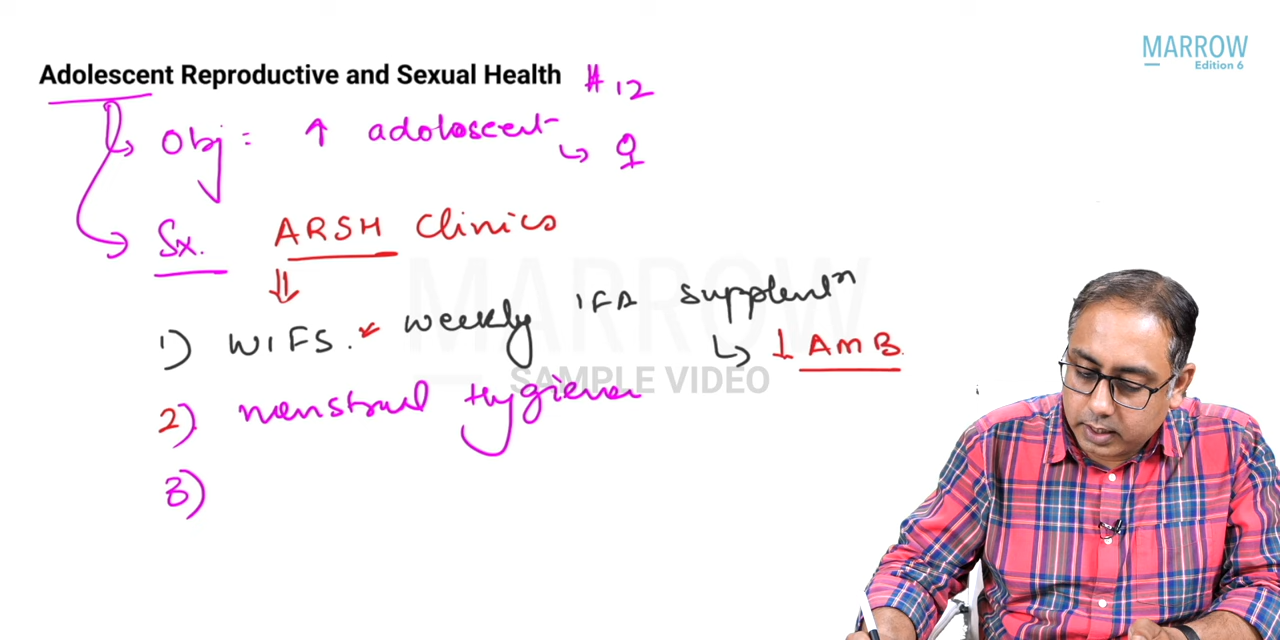 MARROW
Edition 6
Adolescent Reproductive and Sexual Health # 12
Obj = ↑ adolescent
↳ ♀
Sx. ARSH Clinics
⇓
1) WIFS. * weekly IFA supplemtⁿ
↳ ↓ AMB.
2) menstrual Hygiene
3)
MARROW
SAMPLE VIDEO